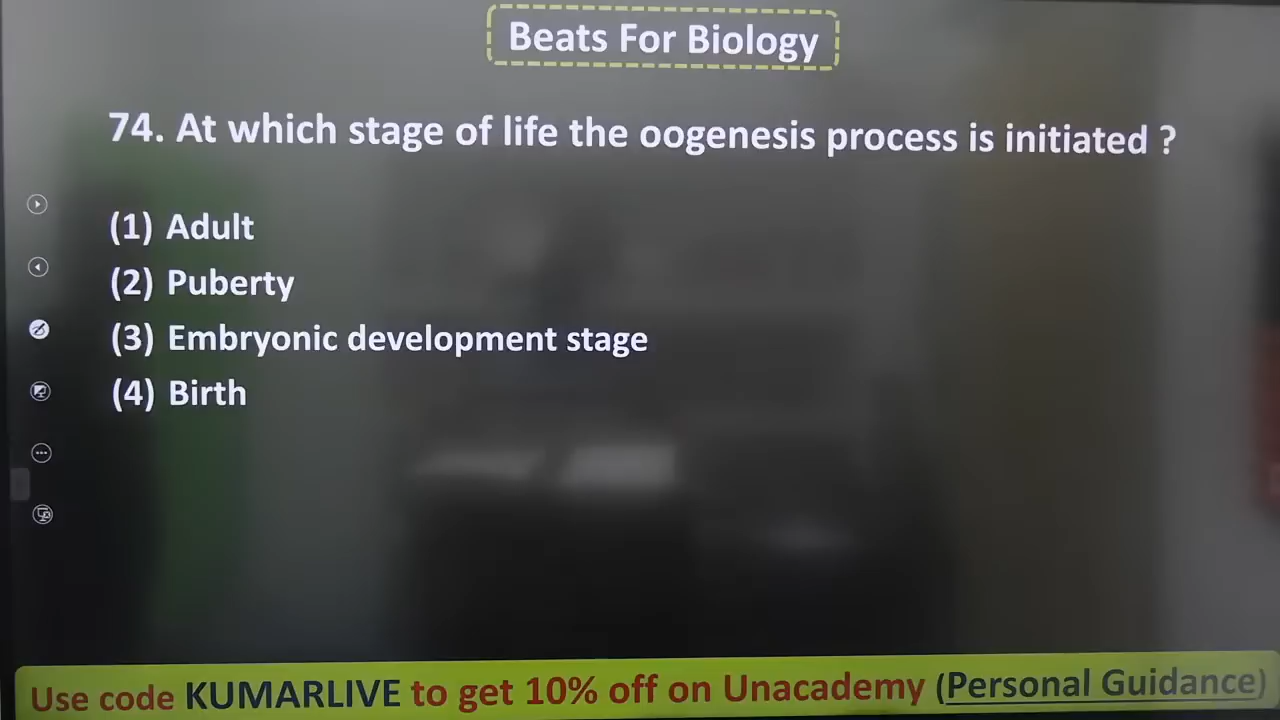 Beats For Biology
74. At which stage of life the oogenesis process is initiated ?
(1) Adult
(2) Puberty
(3) Embryonic development stage
(4) Birth
Use code KUMARLIVE to get 10% off on Unacademy (Personal Guidance)